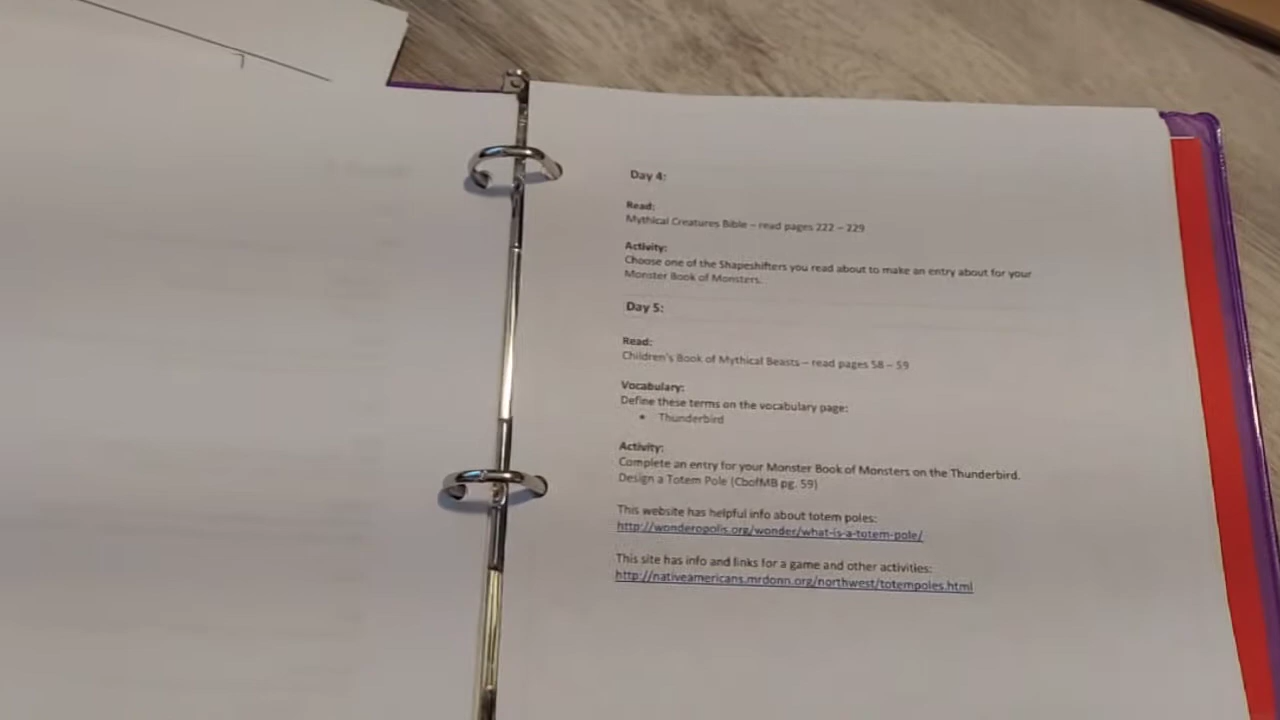 Day 4:
Read:
Mythical Creatures Bible – read pages 222 – 229
Activity:
Choose one of the Shapeshifters you read about to make an entry about for your
Monster Book of Monsters.
Day 5:
Read:
Children's Book of Mythical Beasts – read pages 58 – 59
Vocabulary:
Define these terms on the vocabulary page:
• Thunderbird
Activity:
Complete an entry for your Monster Book of Monsters on the Thunderbird.
Design a Totem Pole (CbofMB pg. 59)
This website has helpful info about totem poles:
http://wonderopolis.org/wonder/what-is-a-totem-pole/
This site has info and links for a game and other activities:
http://nativeamericans.mrdonn.org/northwest/totempoles.html